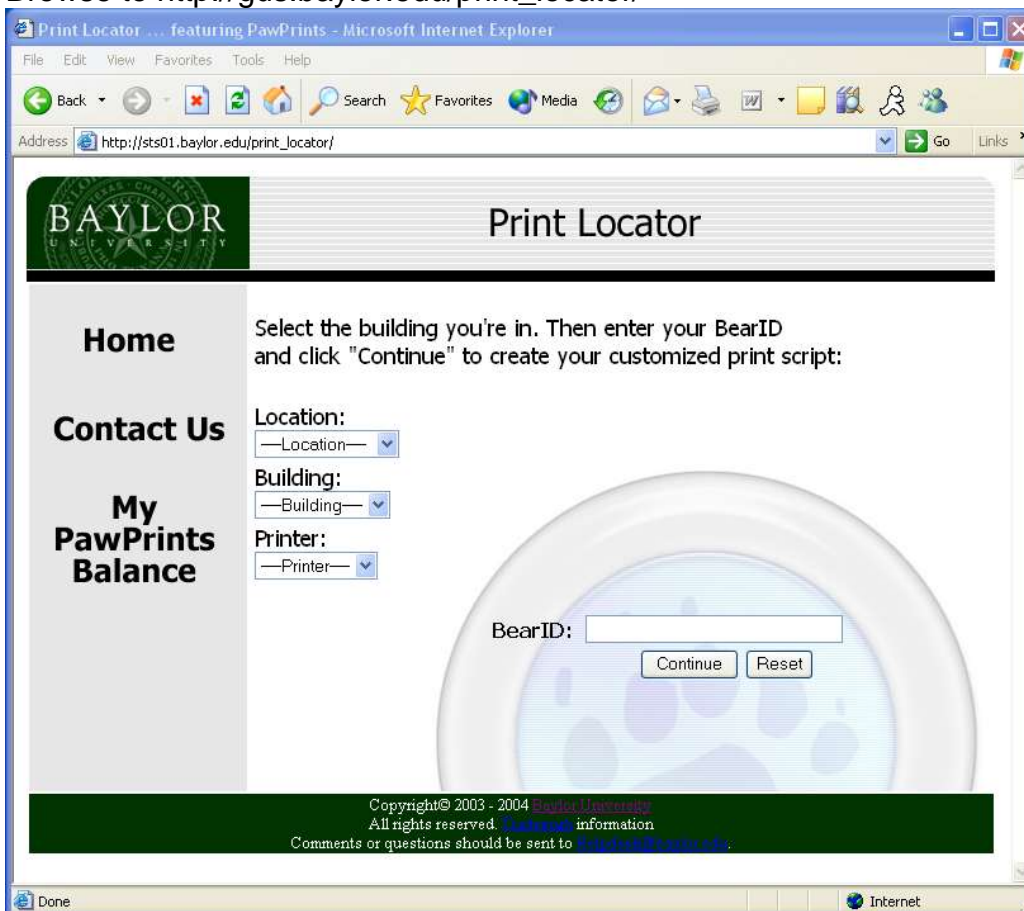 Print Locator ... featuring PawPrints - Microsoft Internet Explorer
File Edit View Favorites Tools Help
Back Search Favorites Media
Address http://sts01.baylor.edu/print_locator/ Go Links
BAYLOR
UNIVERSITY
Print Locator
Home
Contact Us
My
PawPrints
Balance
Select the building you're in. Then enter your BearID
and click "Continue" to create your customized print script:
Location:
—Location—
Building:
—Building—
Printer:
—Printer—
BearID:
Continue Reset
Copyright© 2003 - 2004 Baylor University
All rights reserved. information
Comments or questions should be sent to
Done Internet